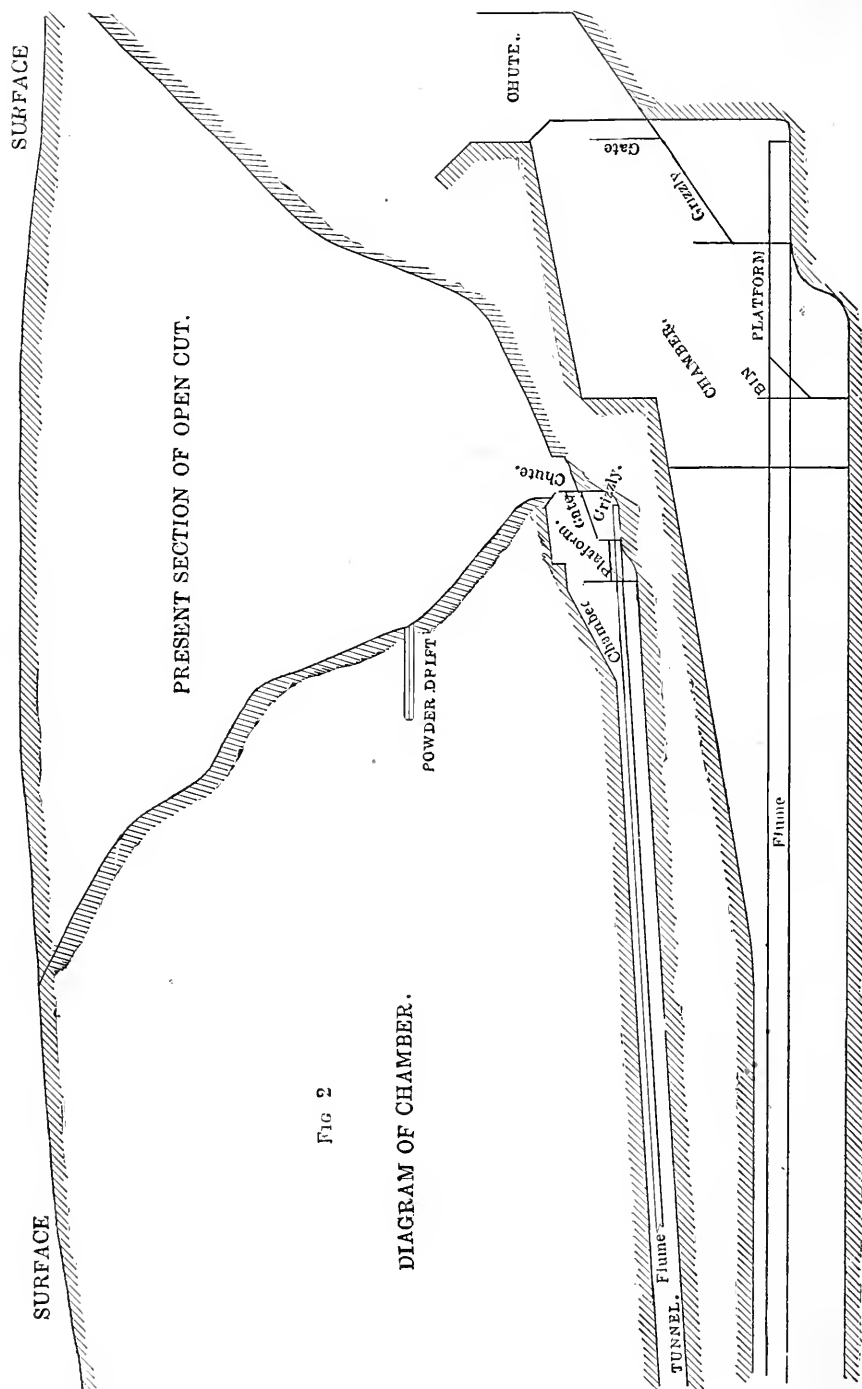 SURFACE
SURFACE
PRESENT SECTION OF OPEN CUT.
POWDER DRIFT
FIG 2
DIAGRAM OF CHAMBER.
Chute.
Gate
Grizzly.
Platform.
Chamber
Flume
TUNNEL.
CHUTE.
Gate
Grizzly
CHAMBER.
PLATFORM
BIN
Flume